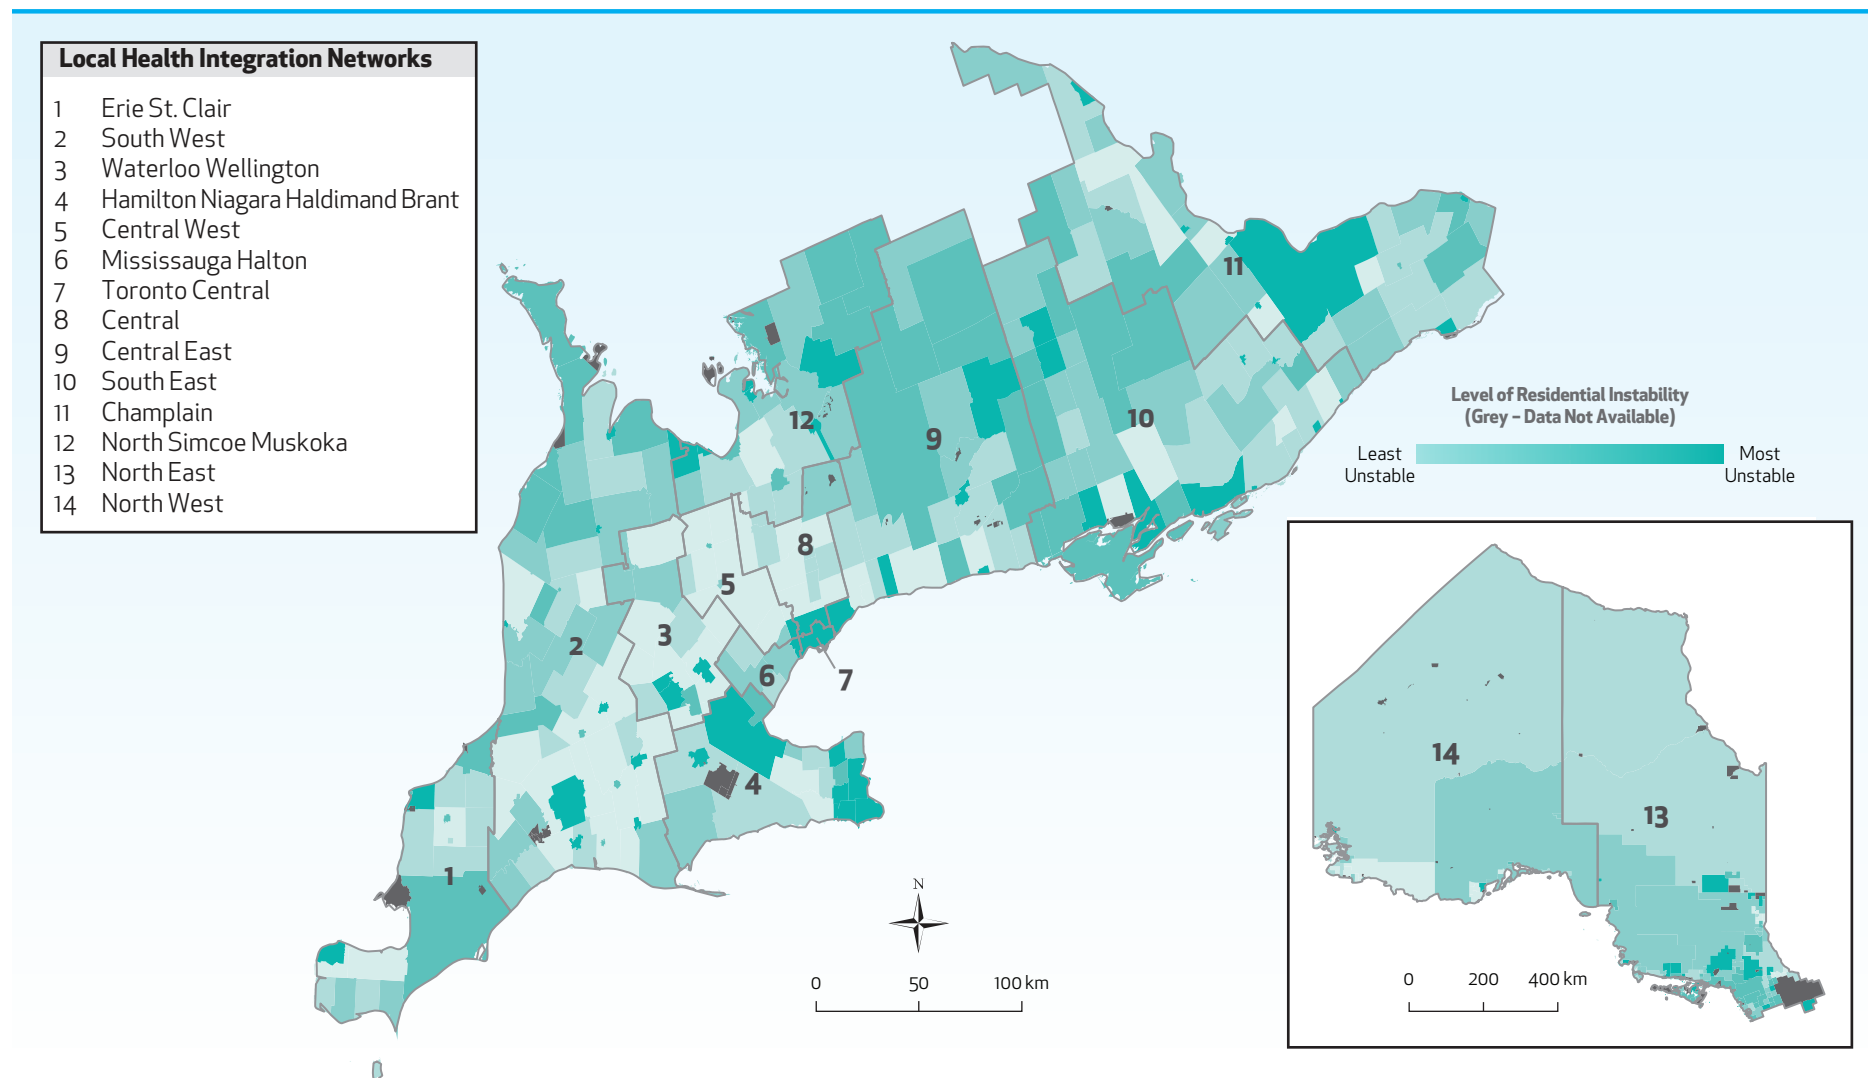 Local Health Integration Networks
1 Erie St. Clair
2 South West
3 Waterloo Wellington
4 Hamilton Niagara Haldimand Brant
5 Central West
6 Mississauga Halton
7 Toronto Central
8 Central
9 Central East
10 South East
11 Champlain
12 North Simcoe Muskoka
13 North East
14 North West
11
Level of Residential Instability
(Grey – Data Not Available)
12
10
9
Least
Unstable
Most
Unstable
8
5
3
2
6
7
14
4
13
1
N
0 50 100 km
0 200 400 km